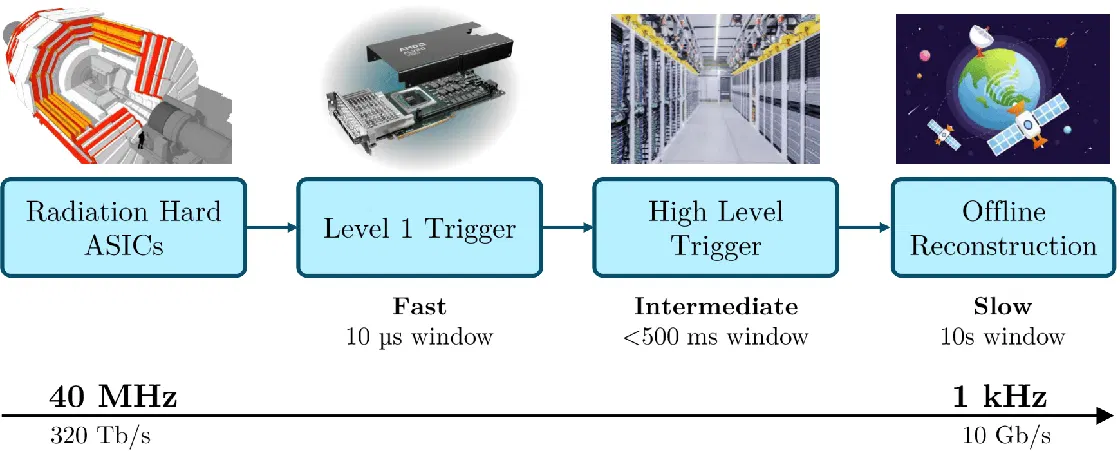 AMD
Radiation Hard
ASICs
Level 1 Trigger
High Level
Trigger
Offline
Reconstruction
Fast
10 µs window
Intermediate
<500 ms window
Slow
10s window
40 MHz
1 kHz
320 Tb/s
10 Gb/s